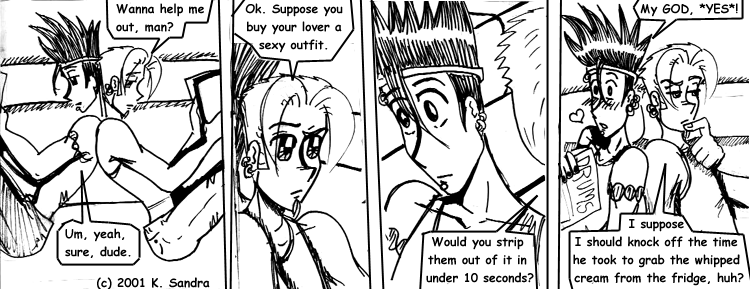 Wanna help me
out, man?
Um, yeah,
sure, dude.
(c) 2001 K. Sandra
Ok. Suppose you
buy your lover a
sexy outfit.
Would you strip
them out of it in
under 10 seconds?
My GOD, *YES*!
DRUMS
I suppose
I should knock off the time
he took to grab the whipped
cream from the fridge, huh?